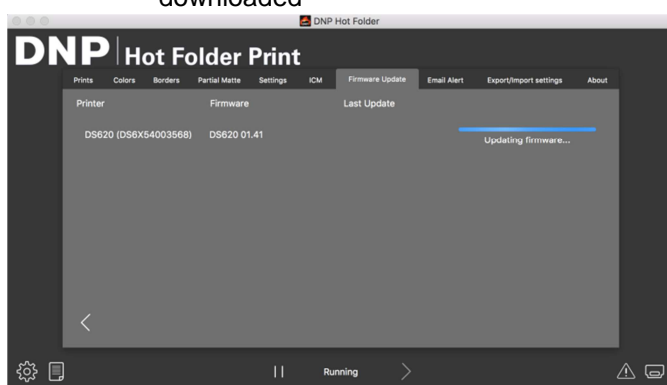 downloaded
DNP Hot Folder
DNP Hot Folder Print
Prints Colors Borders Partial Matte Settings ICM Firmware Update Email Alert Export/Import settings About
Printer Firmware Last Update
DS620 (DS6X54003568) DS620 01.41
Updating firmware...
Running